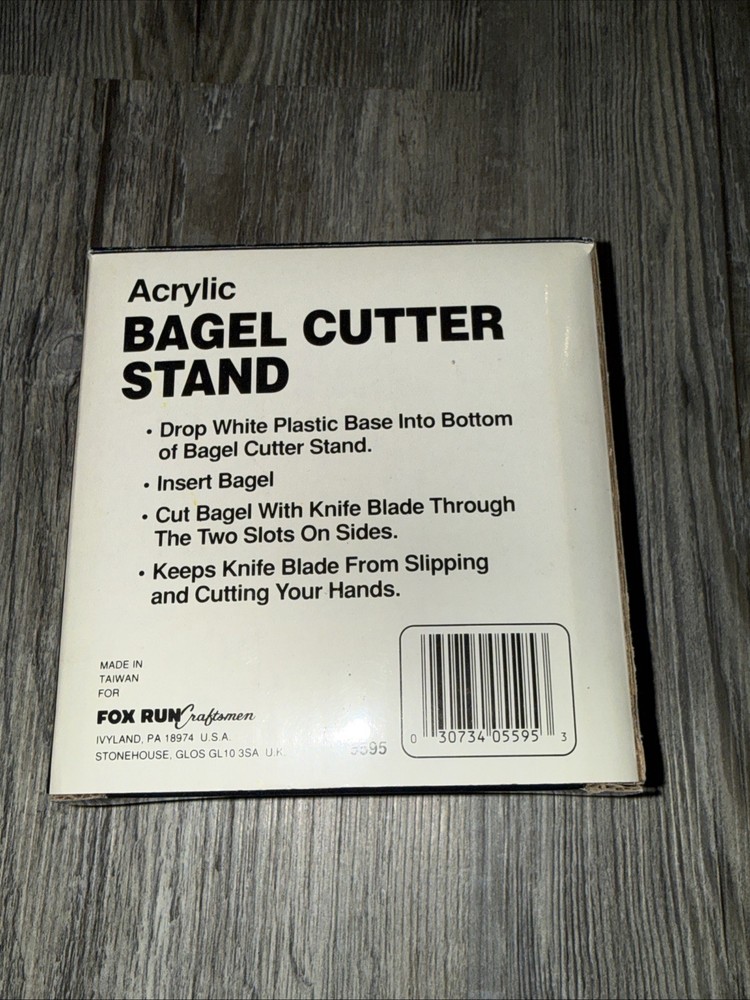 Acrylic
BAGEL CUTTER
STAND
• Drop White Plastic Base Into Bottom
of Bagel Cutter Stand.
• Insert Bagel
• Cut Bagel With Knife Blade Through
The Two Slots On Sides.
• Keeps Knife Blade From Slipping
and Cutting Your Hands.
MADE IN
TAIWAN
FOR
FOX RUN Craftsmen
IVYLAND, PA 18974 U.S.A.
STONEHOUSE, GLOS GL10 3SA U.K.
5595
0 30734 05595 3